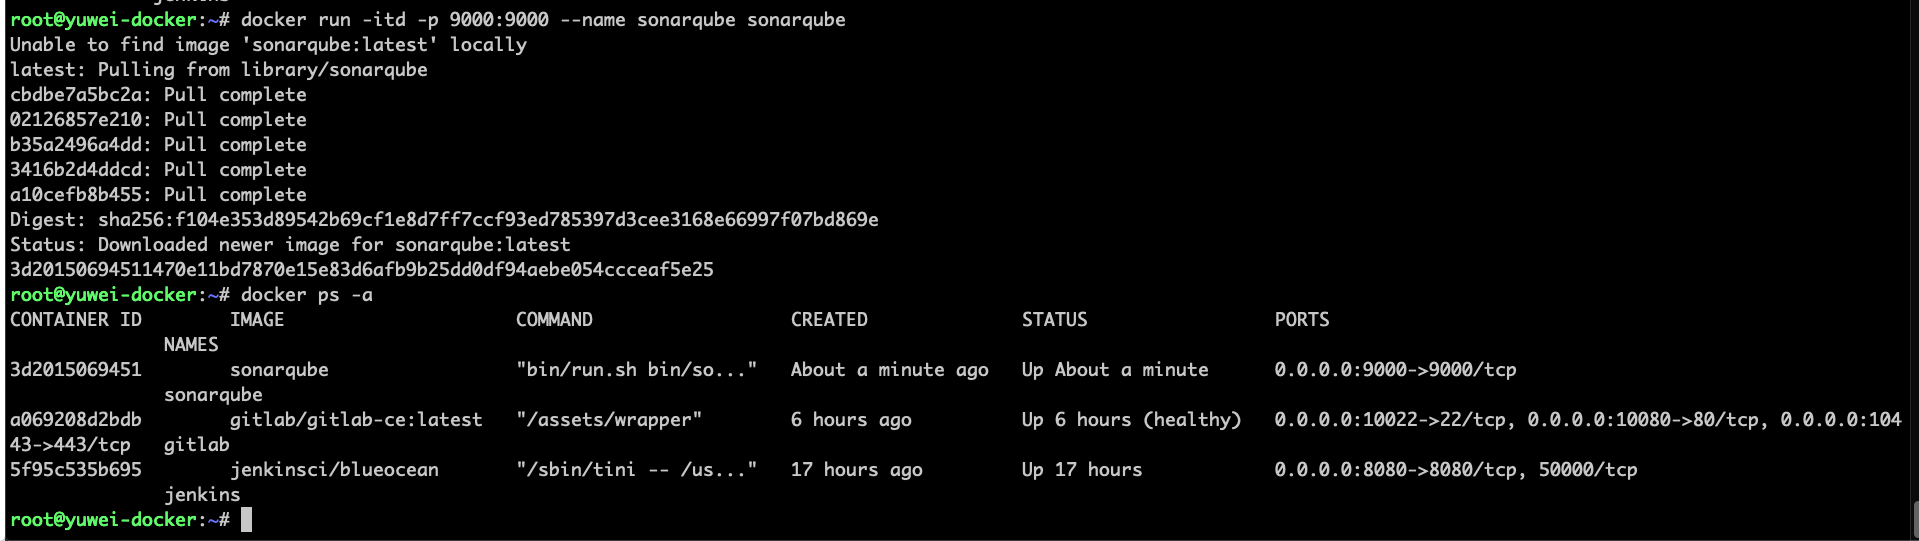 jenkins
root@yuwei-docker:~# docker run -itd -p 9000:9000 --name sonarqube sonarqube
Unable to find image 'sonarqube:latest' locally
latest: Pulling from library/sonarqube
cbdbe7a5bc2a: Pull complete
02126857e210: Pull complete
b35a2496a4dd: Pull complete
3416b2d4ddcd: Pull complete
a10cefb8b455: Pull complete
Digest: sha256:f104e353d89542b69cf1e8d7ff7ccf93ed785397d3cee3168e66997f07bd869e
Status: Downloaded newer image for sonarqube:latest
3d20150694511470e11bd7870e15e83d6afb9b25dd0df94aebe054ccceaf5e25
root@yuwei-docker:~# docker ps -a
CONTAINER ID        IMAGE                     COMMAND                  CREATED              STATUS                 PORTS
              NAMES
3d2015069451        sonarqube                 "bin/run.sh bin/so..."   About a minute ago   Up About a minute      0.0.0.0:9000->9000/tcp
              sonarqube
a069208d2bdb        gitlab/gitlab-ce:latest   "/assets/wrapper"        6 hours ago          Up 6 hours (healthy)   0.0.0.0:10022->22/tcp, 0.0.0.0:10080->80/tcp, 0.0.0.0:104
43->443/tcp   gitlab
5f95c535b695        jenkinsci/blueocean       "/sbin/tini -- /us..."   17 hours ago         Up 17 hours            0.0.0.0:8080->8080/tcp, 50000/tcp
              jenkins
root@yuwei-docker:~#